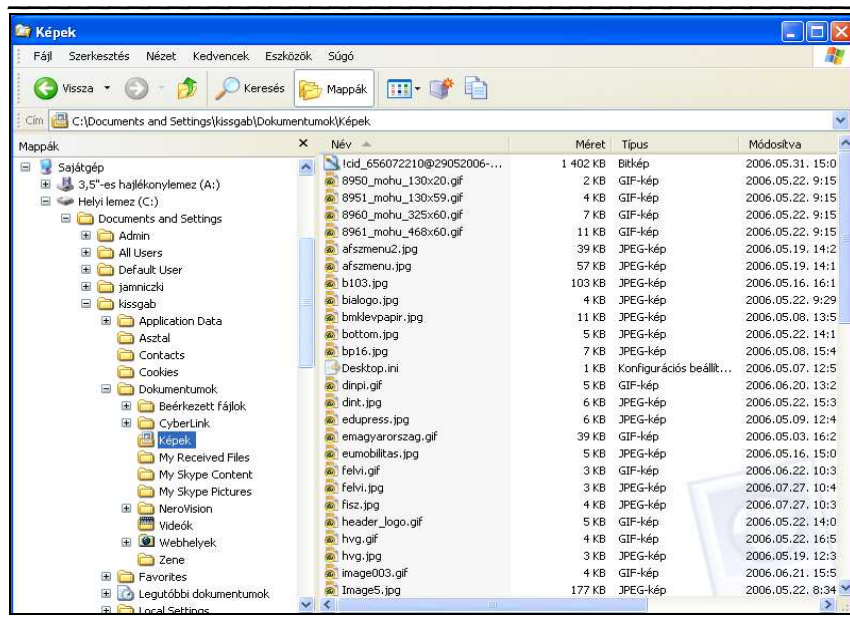 Képek
Fájl Szerkesztés Nézet Kedvencek Eszközök Súgó
Vissza Keresés Mappák
Cím C:\Documents and Settings\kissgab\Dokumentumok\Képek
Mappák × Név Méret Típus Módosítva
Sajátgép
3,5"-es hajlékonylemez (A:)
Helyi lemez (C:)
Documents and Settings
Admin
All Users
Default User
jamniczki
kissgab
Application Data
Asztal
Contacts
Cookies
Dokumentumok
Beérkezett fájlok
CyberLink
Képek
My Received Files
My Skype Content
My Skype Pictures
NeroVision
Videók
Webhelyek
Zene
Favorites
Legutóbbi dokumentumok
Local Settings
!cid_656072210@29052006-... 1 402 KB Bitkép 2006.05.31. 15:0
8950_mohu_130x20.gif 2 KB GIF-kép 2006.05.22. 9:15
8951_mohu_130x59.gif 4 KB GIF-kép 2006.05.22. 9:15
8960_mohu_325x60.gif 7 KB GIF-kép 2006.05.22. 9:15
8961_mohu_468x60.gif 11 KB GIF-kép 2006.05.22. 9:15
afszmenu2.jpg 39 KB JPEG-kép 2006.05.19. 14:2
afszmenu.jpg 57 KB JPEG-kép 2006.05.19. 14:1
b103.jpg 103 KB JPEG-kép 2006.05.16. 16:1
bialogo.jpg 4 KB JPEG-kép 2006.05.22. 9:29
bmklevpapir.jpg 11 KB JPEG-kép 2006.05.08. 13:5
bottom.jpg 5 KB JPEG-kép 2006.05.22. 14:1
bp16.jpg 7 KB JPEG-kép 2006.05.08. 15:4
Desktop.ini 1 KB Konfigurációs beállít... 2006.05.07. 12:5
dinpi.gif 5 KB GIF-kép 2006.06.20. 13:2
dint.jpg 6 KB JPEG-kép 2006.05.22. 15:3
edupress.jpg 6 KB JPEG-kép 2006.05.09. 12:4
emagyarorszag.gif 39 KB GIF-kép 2006.05.03. 16:2
eumobilitas.jpg 5 KB JPEG-kép 2006.05.16. 15:0
felvi.gif 3 KB GIF-kép 2006.06.22. 10:3
felvi.jpg 3 KB JPEG-kép 2006.07.27. 10:4
fisz.jpg 4 KB JPEG-kép 2006.07.27. 10:3
header_logo.gif 5 KB GIF-kép 2006.05.22. 14:0
hvg.gif 4 KB GIF-kép 2006.05.22. 16:5
hvg.jpg 3 KB JPEG-kép 2006.05.19. 12:3
image003.gif 4 KB GIF-kép 2006.06.21. 15:5
Image5.jpg 177 KB JPEG-kép 2006.05.22. 8:34